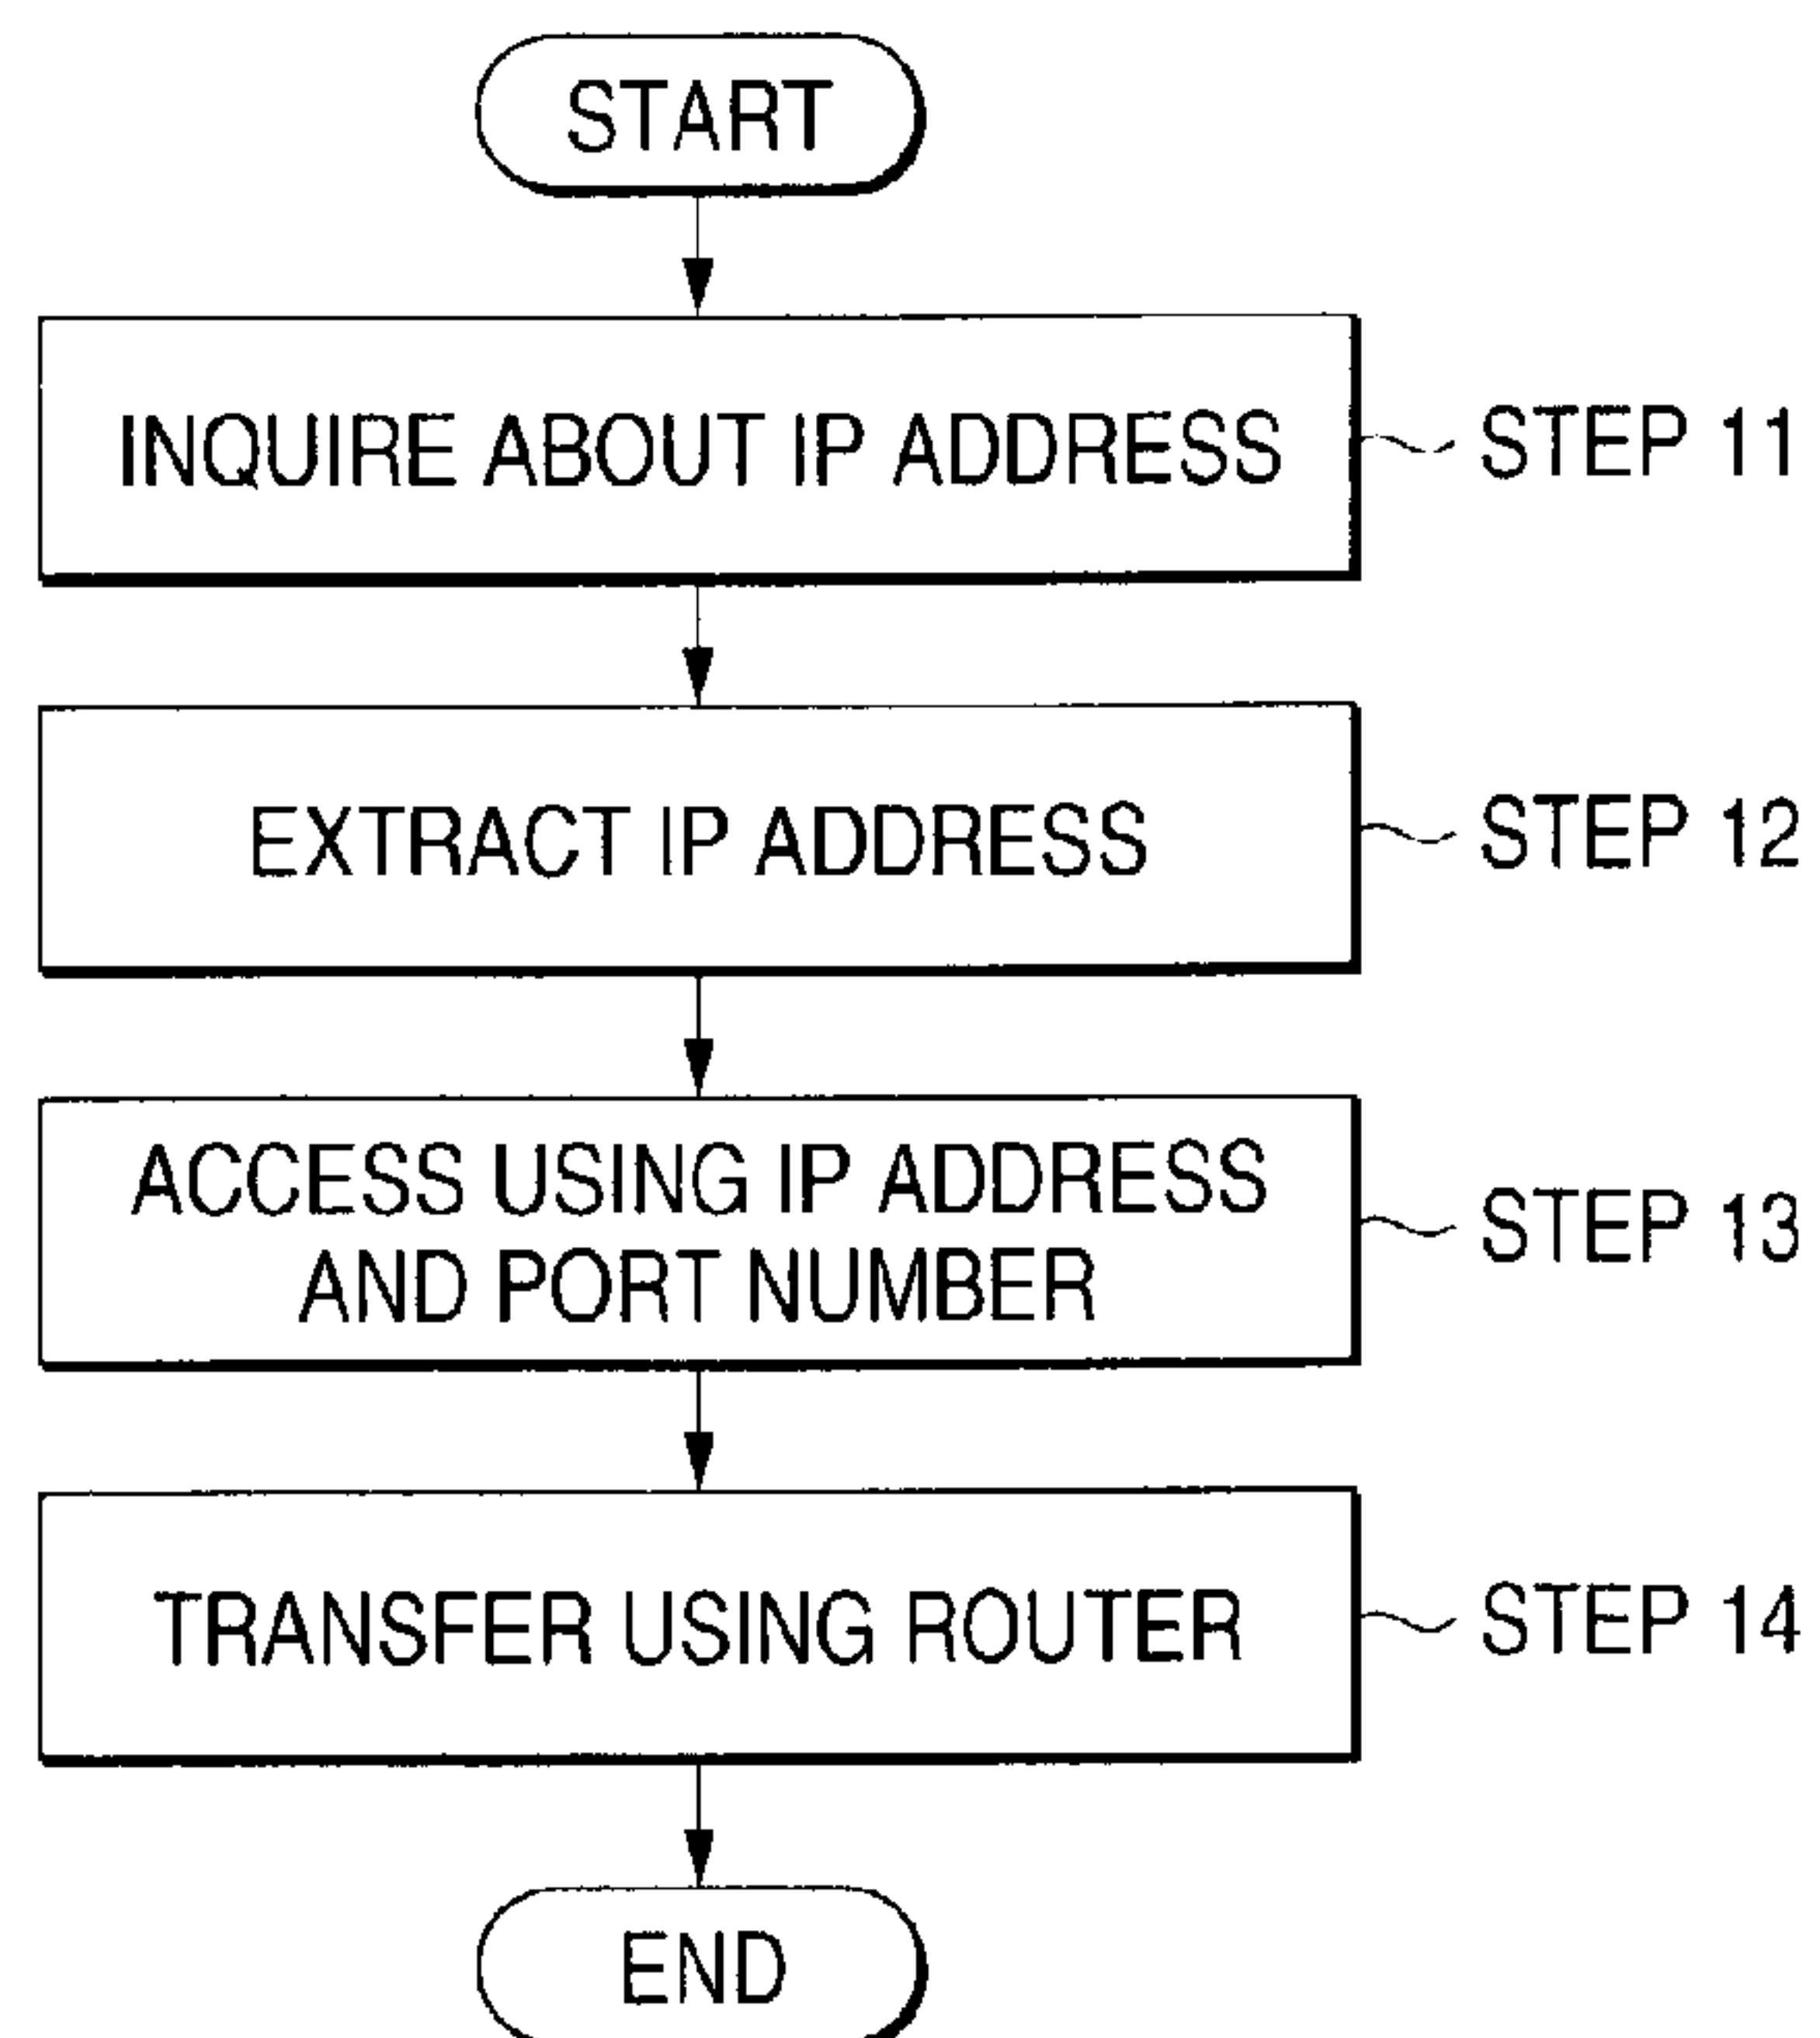 START
INQUIRE ABOUT IP ADDRESS
STEP 11
EXTRACT IP ADDRESS
STEP 12
ACCESS USING IP ADDRESS
AND PORT NUMBER
STEP 13
TRANSFER USING ROUTER
STEP 14
END